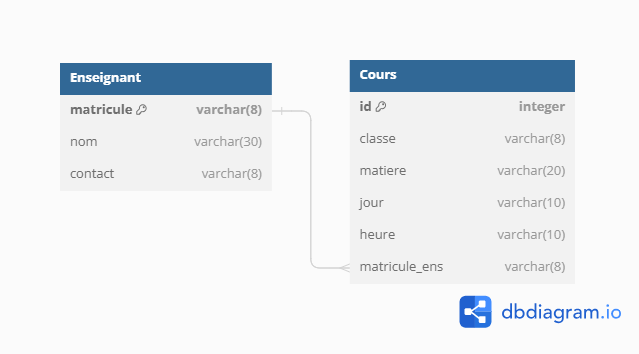 Enseignant
matricule varchar(8)
nom varchar(30)
contact varchar(8)
Cours
id integer
classe varchar(8)
matiere varchar(20)
jour varchar(10)
heure varchar(10)
matricule_ens varchar(8)
dbdiagram.io